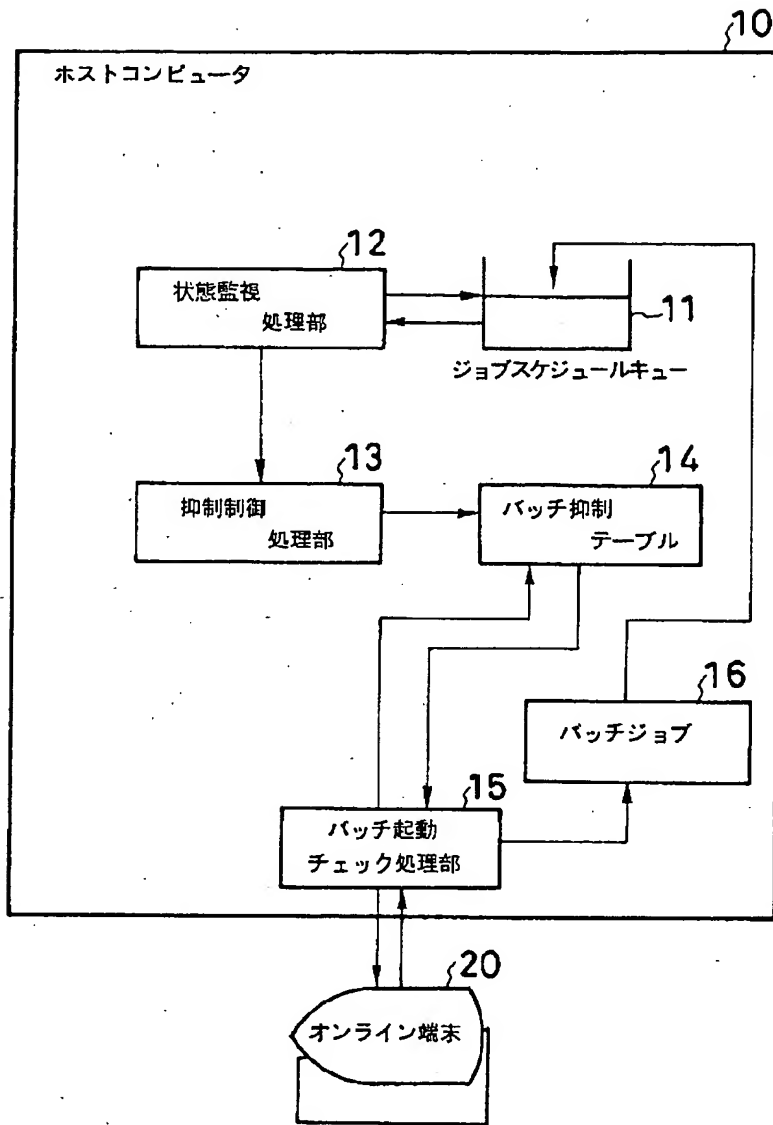 10
ホストコンピュータ
12
状態監視
処理部
11
ジョブスケジュールキュー
13
抑制制御
処理部
14
バッチ抑制
テーブル
16
バッチジョブ
15
バッチ起動
チェック処理部
20
オンライン端末